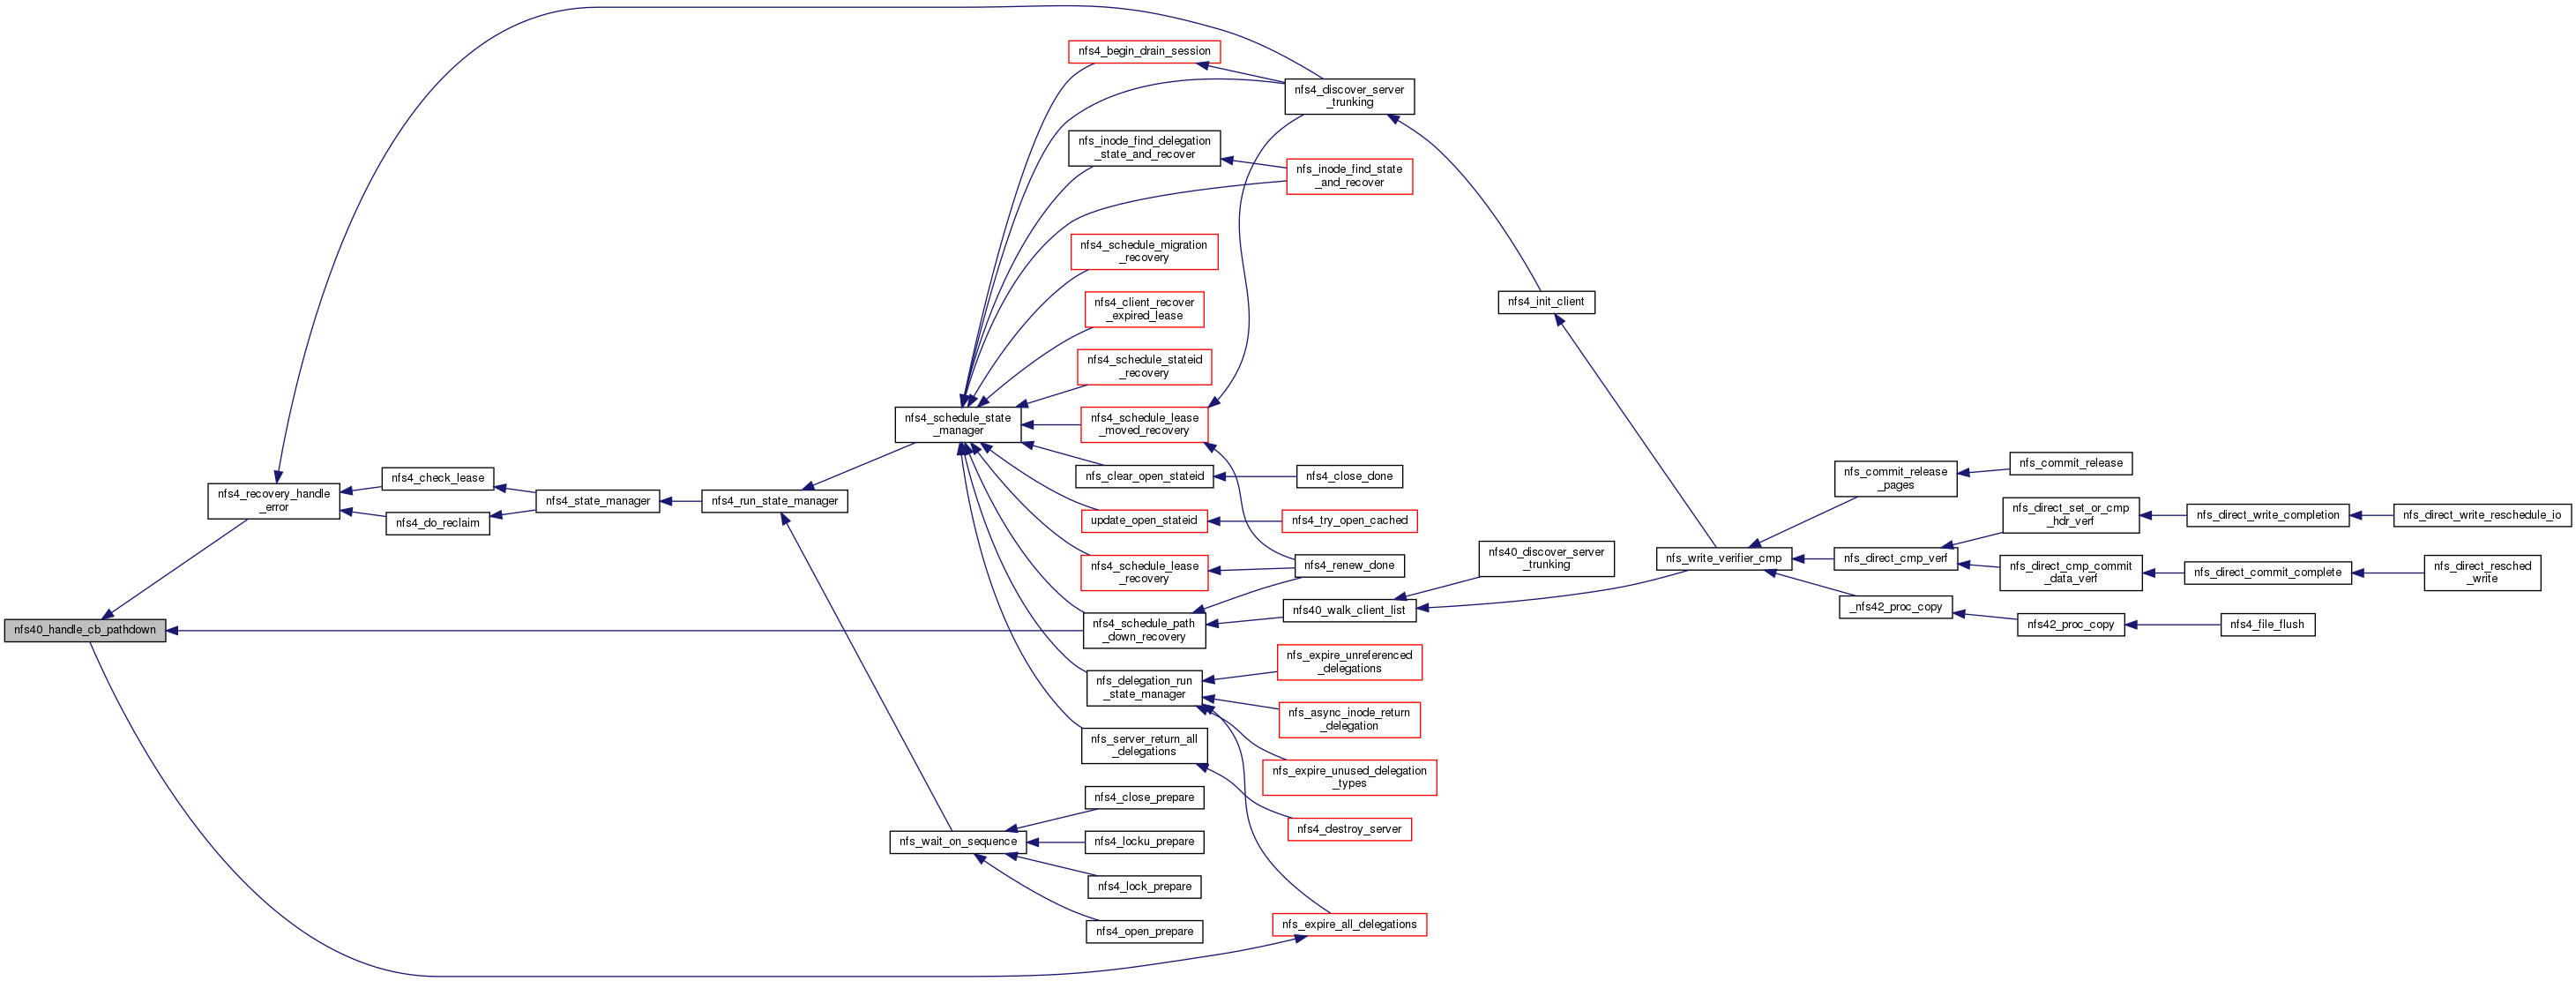 nfs4_begin_drain_session
nfs4_discover_server
_trunking
nfs_inode_find_delegation
_state_and_recover
nfs_inode_find_state
_and_recover
nfs4_schedule_migration
_recovery
nfs4_client_recover
_expired_lease
nfs4_init_client
nfs4_schedule_stateid
_recovery
nfs4_schedule_state
_manager
nfs4_schedule_lease
_moved_recovery
nfs_clear_open_stateid
nfs4_close_done
nfs4_recovery_handle
_error
nfs4_check_lease
nfs4_do_reclaim
nfs4_state_manager
nfs4_run_state_manager
update_open_stateid
nfs4_try_open_cached
nfs4_schedule_lease
_recovery
nfs4_renew_done
nfs40_discover_server
_trunking
nfs_write_verifier_cmp
nfs_commit_release
_pages
nfs_commit_release
nfs_direct_cmp_verf
nfs_direct_set_or_cmp
_hdr_verf
nfs_direct_write_completion
nfs_direct_write_reschedule_io
nfs_direct_cmp_commit
_data_verf
nfs_direct_commit_complete
nfs_direct_resched
_write
_nfs42_proc_copy
nfs42_proc_copy
nfs4_file_flush
nfs40_handle_cb_pathdown
nfs4_schedule_path
_down_recovery
nfs40_walk_client_list
nfs_delegation_run
_state_manager
nfs_expire_unreferenced
_delegations
nfs_async_inode_return
_delegation
nfs_server_return_all
_delegations
nfs_expire_unused_delegation
_types
nfs4_destroy_server
nfs_wait_on_sequence
nfs4_close_prepare
nfs4_locku_prepare
nfs4_lock_prepare
nfs4_open_prepare
nfs_expire_all_delegations